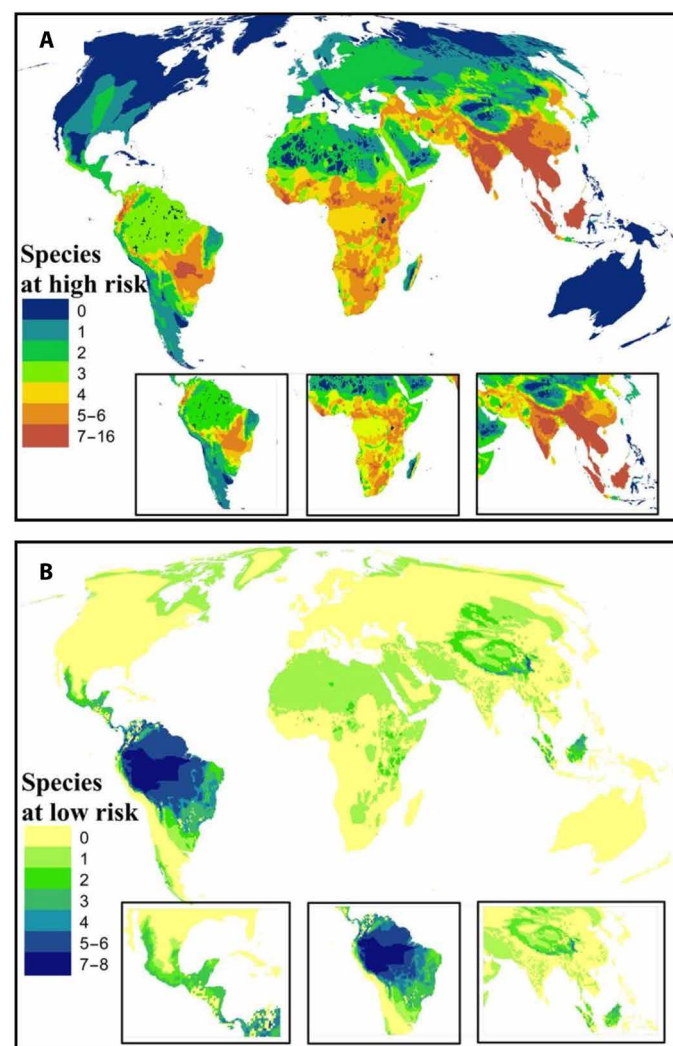 A
Species
at high risk
0
1
2
3
4
5–6
7–16
B
Species
at low risk
0
1
2
3
4
5–6
7–8